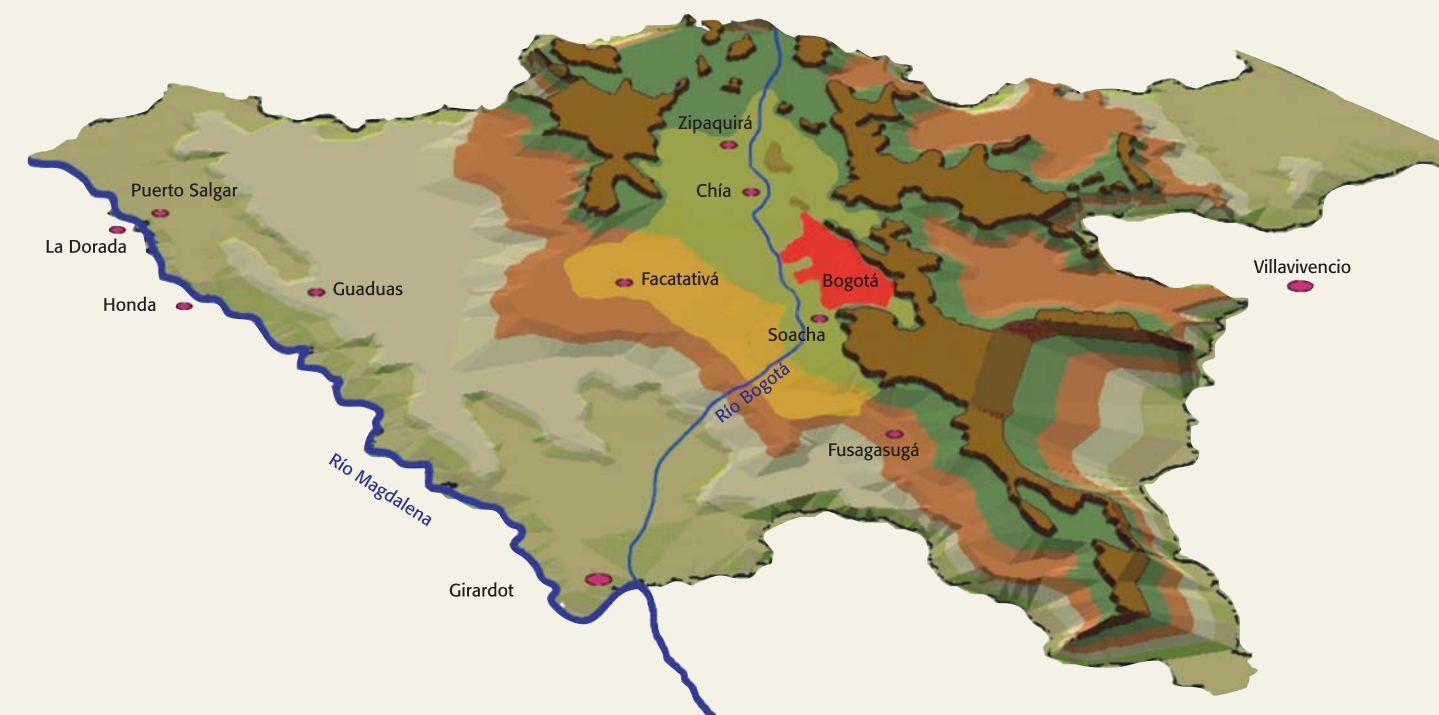 Zipaquirá
Puerto Salgar
Chía
La Dorada
Villavivencio
Facatativá
Bogotá
Guaduas
Honda
Soacha
Río Bogotá
Fusagasugá
Río Magdalena
Girardot